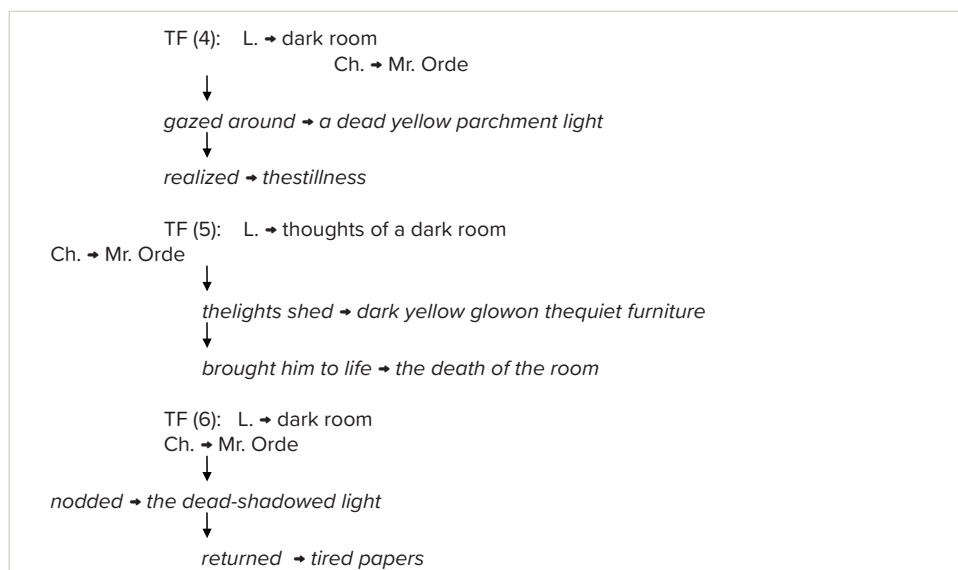 TF (4): L. → dark room
Ch. → Mr. Orde
gazed around → a dead yellow parchment light
realized → thestillness
TF (5): L. → thoughts of a dark room
Ch. → Mr. Orde
thelights shed → dark yellow glowon thequiet furniture
brought him to life → the death of the room
TF (6): L. → dark room
Ch. → Mr. Orde
nodded → the dead-shadowed light
returned → tired papers